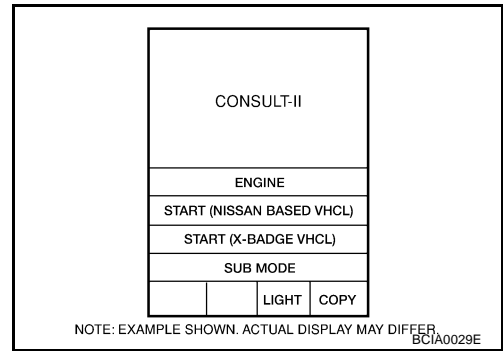 CONSULT-II
ENGINE
START (NISSAN BASED VHCL)
START (X-BADGE VHCL)
SUB MODE
LIGHT COPY
NOTE: EXAMPLE SHOWN. ACTUAL DISPLAY MAY DIFFER.
BCIA0029E